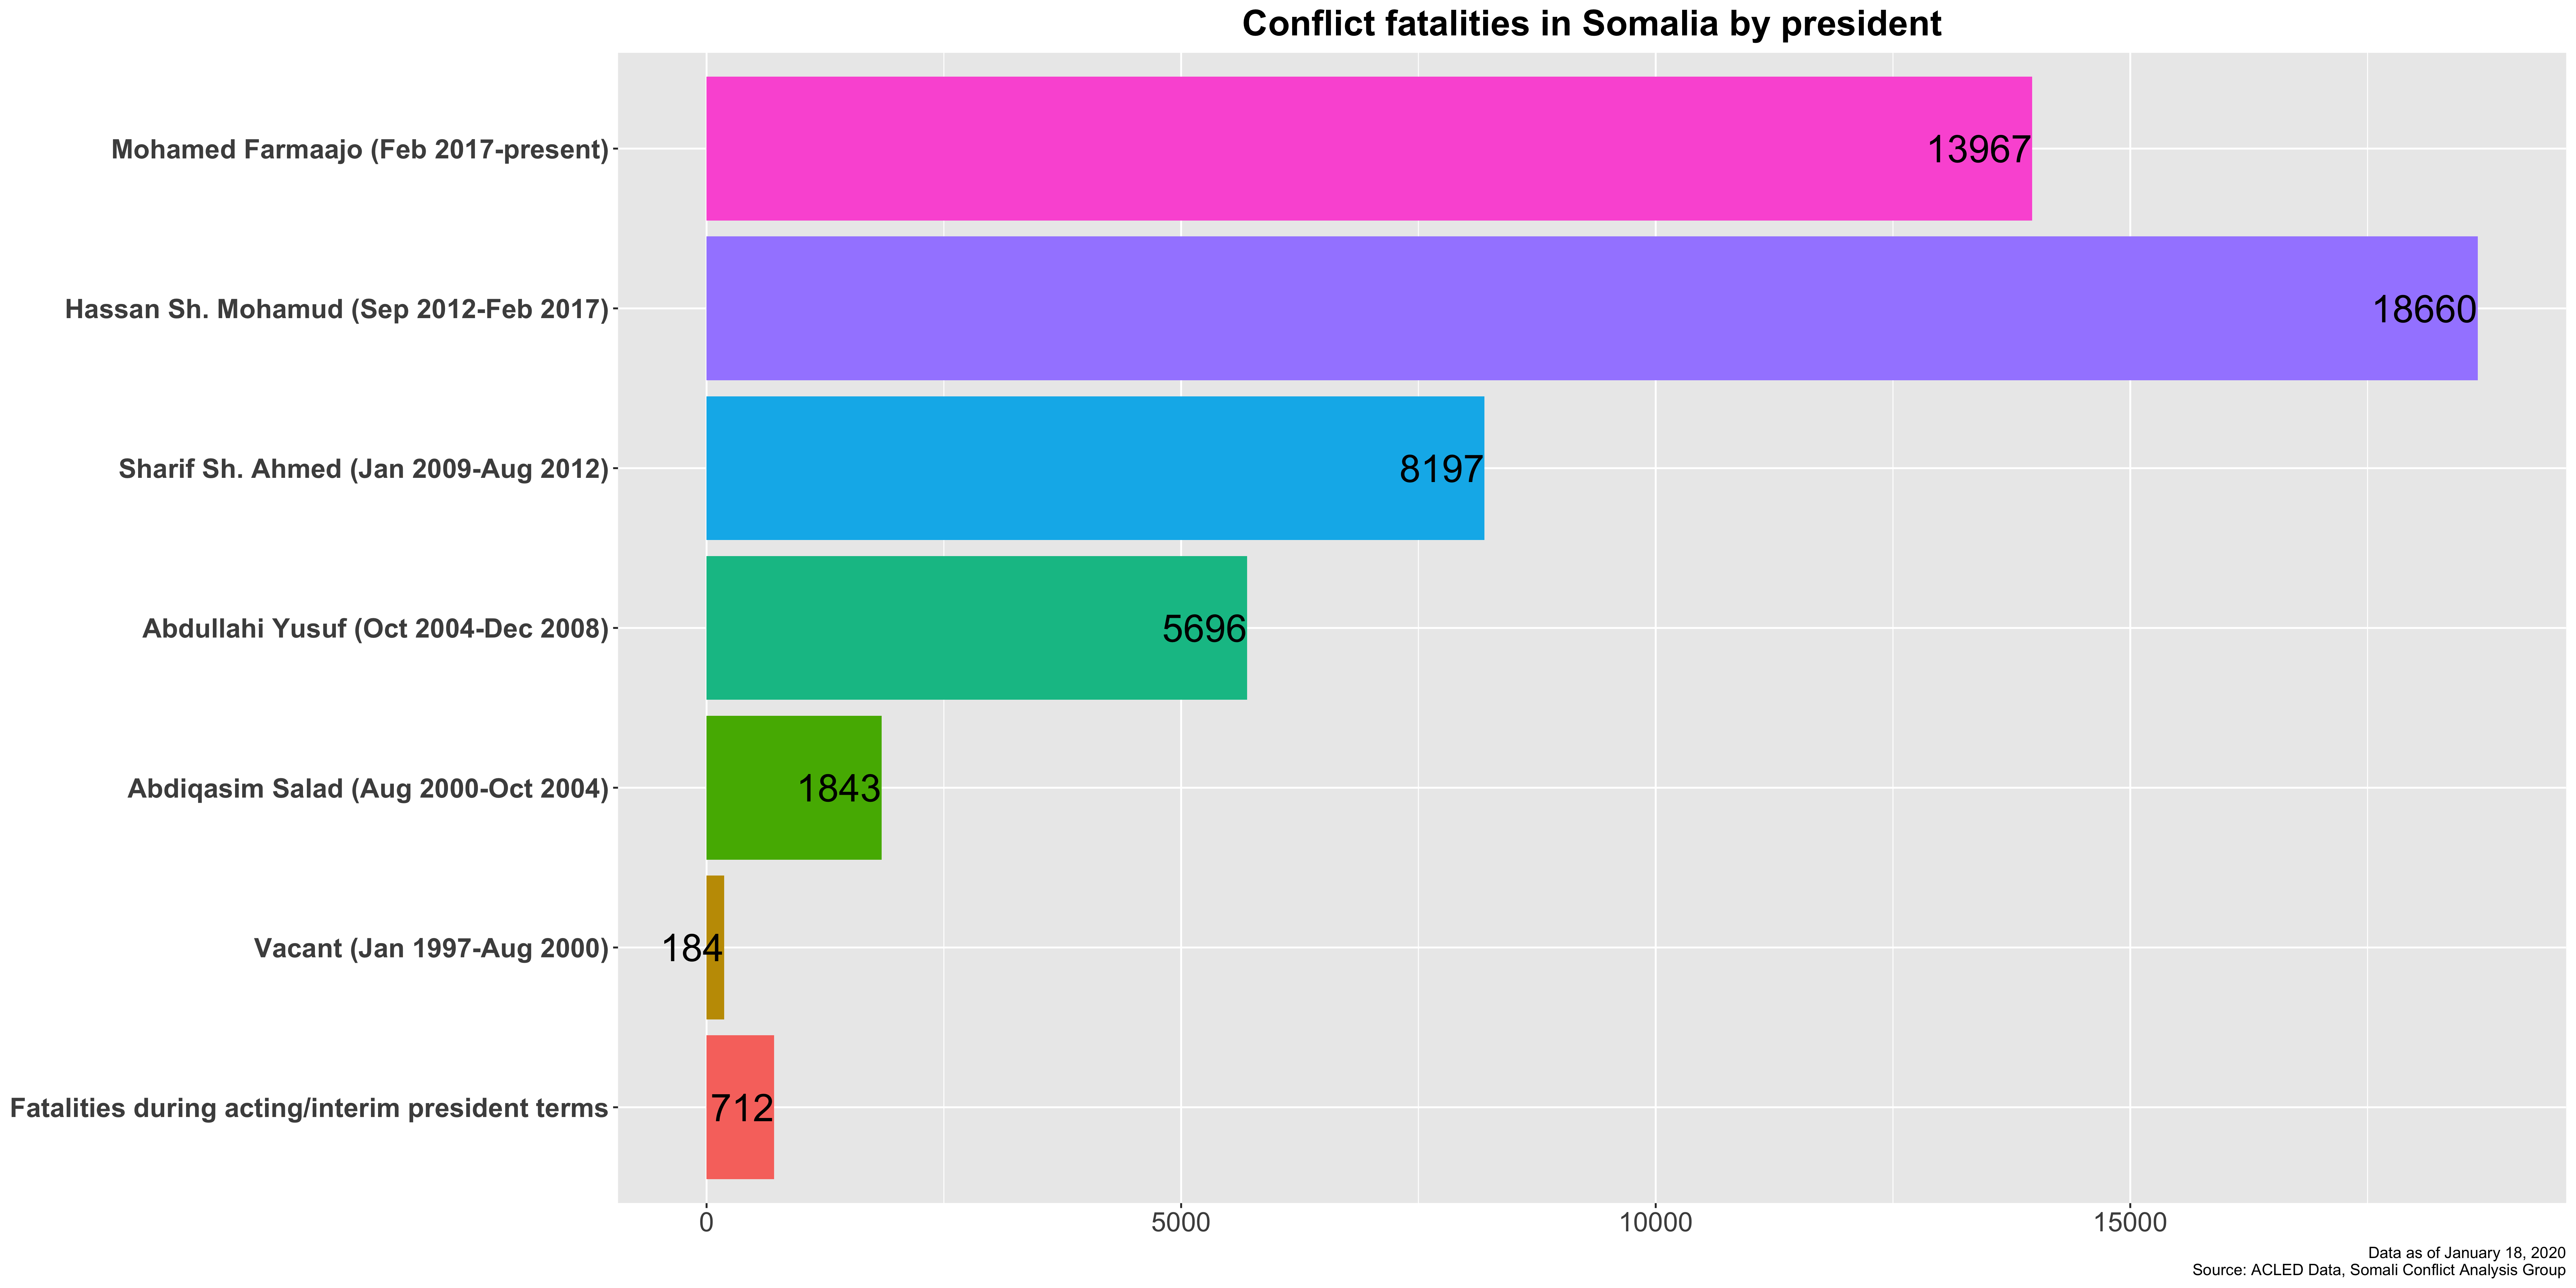 Conflict fatalities in Somalia by president
Mohamed Farmaajo (Feb 2017-present)
13967
Hassan Sh. Mohamud (Sep 2012-Feb 2017)
18660
Sharif Sh. Ahmed (Jan 2009-Aug 2012)
8197
Abdullahi Yusuf (Oct 2004-Dec 2008)
5696
Abdiqasim Salad (Aug 2000-Oct 2004)
1843
Vacant (Jan 1997-Aug 2000)
184
Fatalities during acting/interim president terms
712
0 5000 10000 15000
Data as of January 18, 2020
Source: ACLED Data, Somali Conflict Analysis Group